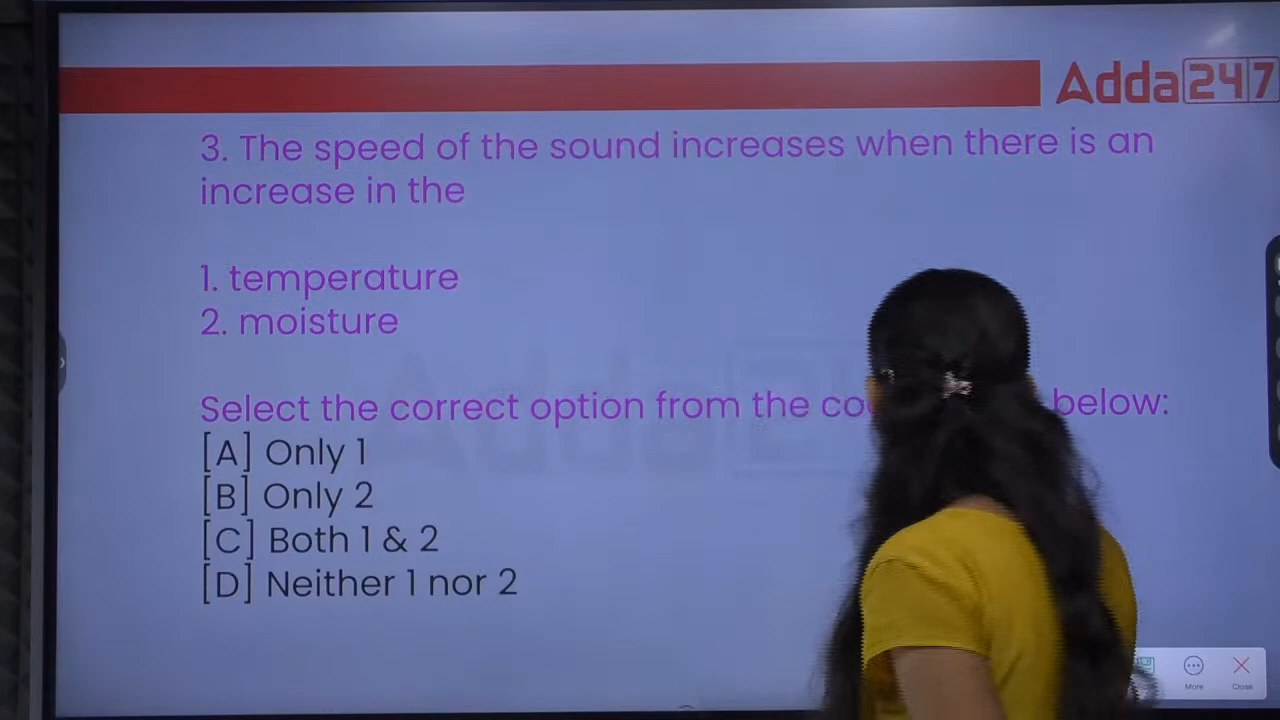 Adda247
3. The speed of the sound increases when there is an
increase in the
1. temperature
2. moisture
Select the correct option from the below:
[A] Only 1
[B] Only 2
[C] Both 1 & 2
[D] Neither 1 nor 2
More
Close